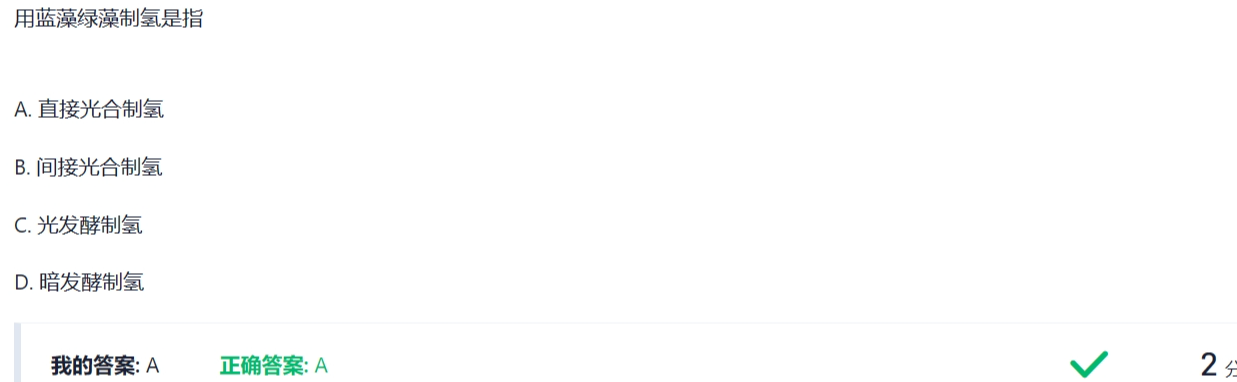 用蓝藻绿藻制氢是指
A. 直接光合制氢
B. 间接光合制氢
C. 光发酵制氢
D. 暗发酵制氢
我的答案: A 正确答案: A 2 分